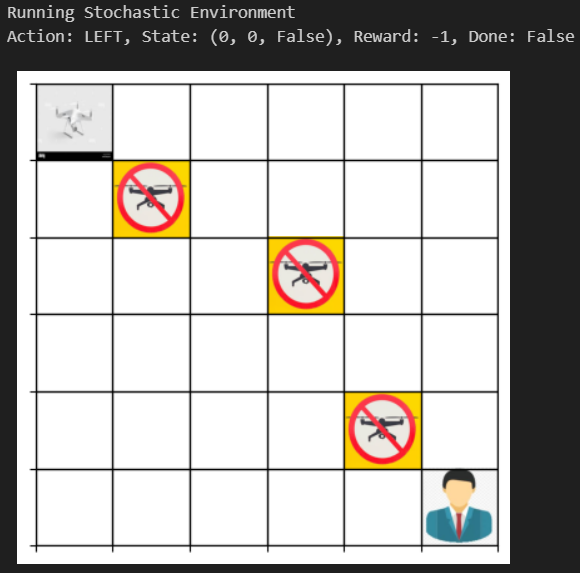 Running Stochastic Environment
Action: LEFT, State: (0, 0, False), Reward: -1, Done: False